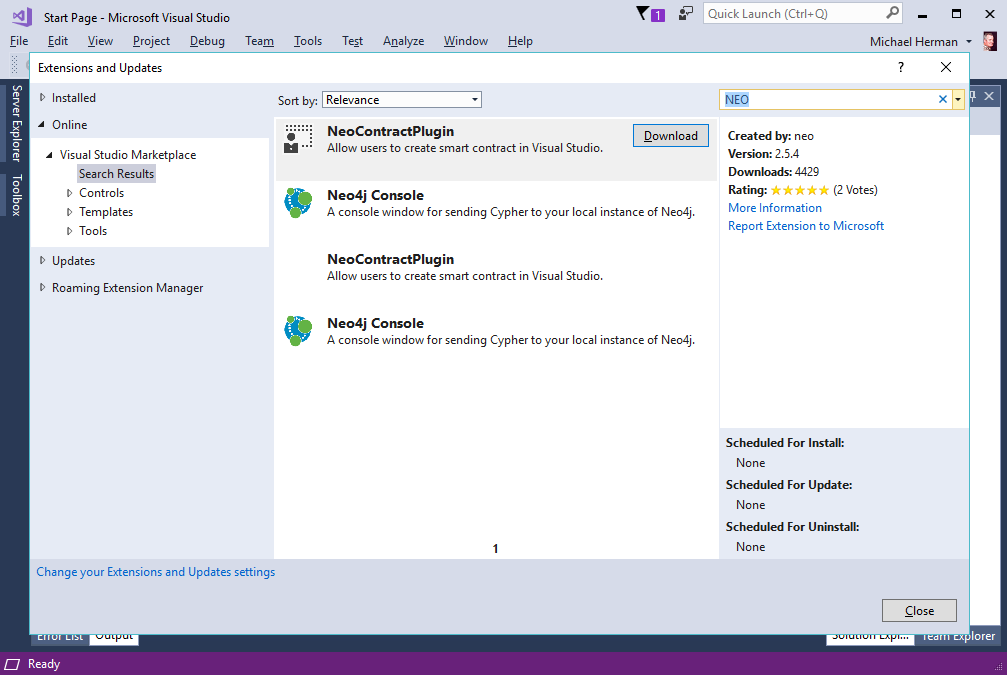 Start Page - Microsoft Visual Studio
1
Quick Launch (Ctrl+Q)
File Edit View Project Debug Team Tools Test Analyze Window Help
Michael Herman
Extensions and Updates
?
Server Explorer
Toolbox
Installed
Online
Visual Studio Marketplace
Search Results
Controls
Templates
Tools
Updates
Roaming Extension Manager
Sort by: Relevance
NeoContractPlugin
Allow users to create smart contract in Visual Studio.
Download
Neo4j Console
A console window for sending Cypher to your local instance of Neo4j.
NeoContractPlugin
Allow users to create smart contract in Visual Studio.
Neo4j Console
A console window for sending Cypher to your local instance of Neo4j.
1
NEO
Created by: neo
Version: 2.5.4
Downloads: 4429
Rating: (2 Votes)
More Information
Report Extension to Microsoft
Scheduled For Install:
None
Scheduled For Update:
None
Scheduled For Uninstall:
None
Change your Extensions and Updates settings
Close
Error List Output
Solution Expl... Team Explorer
Ready